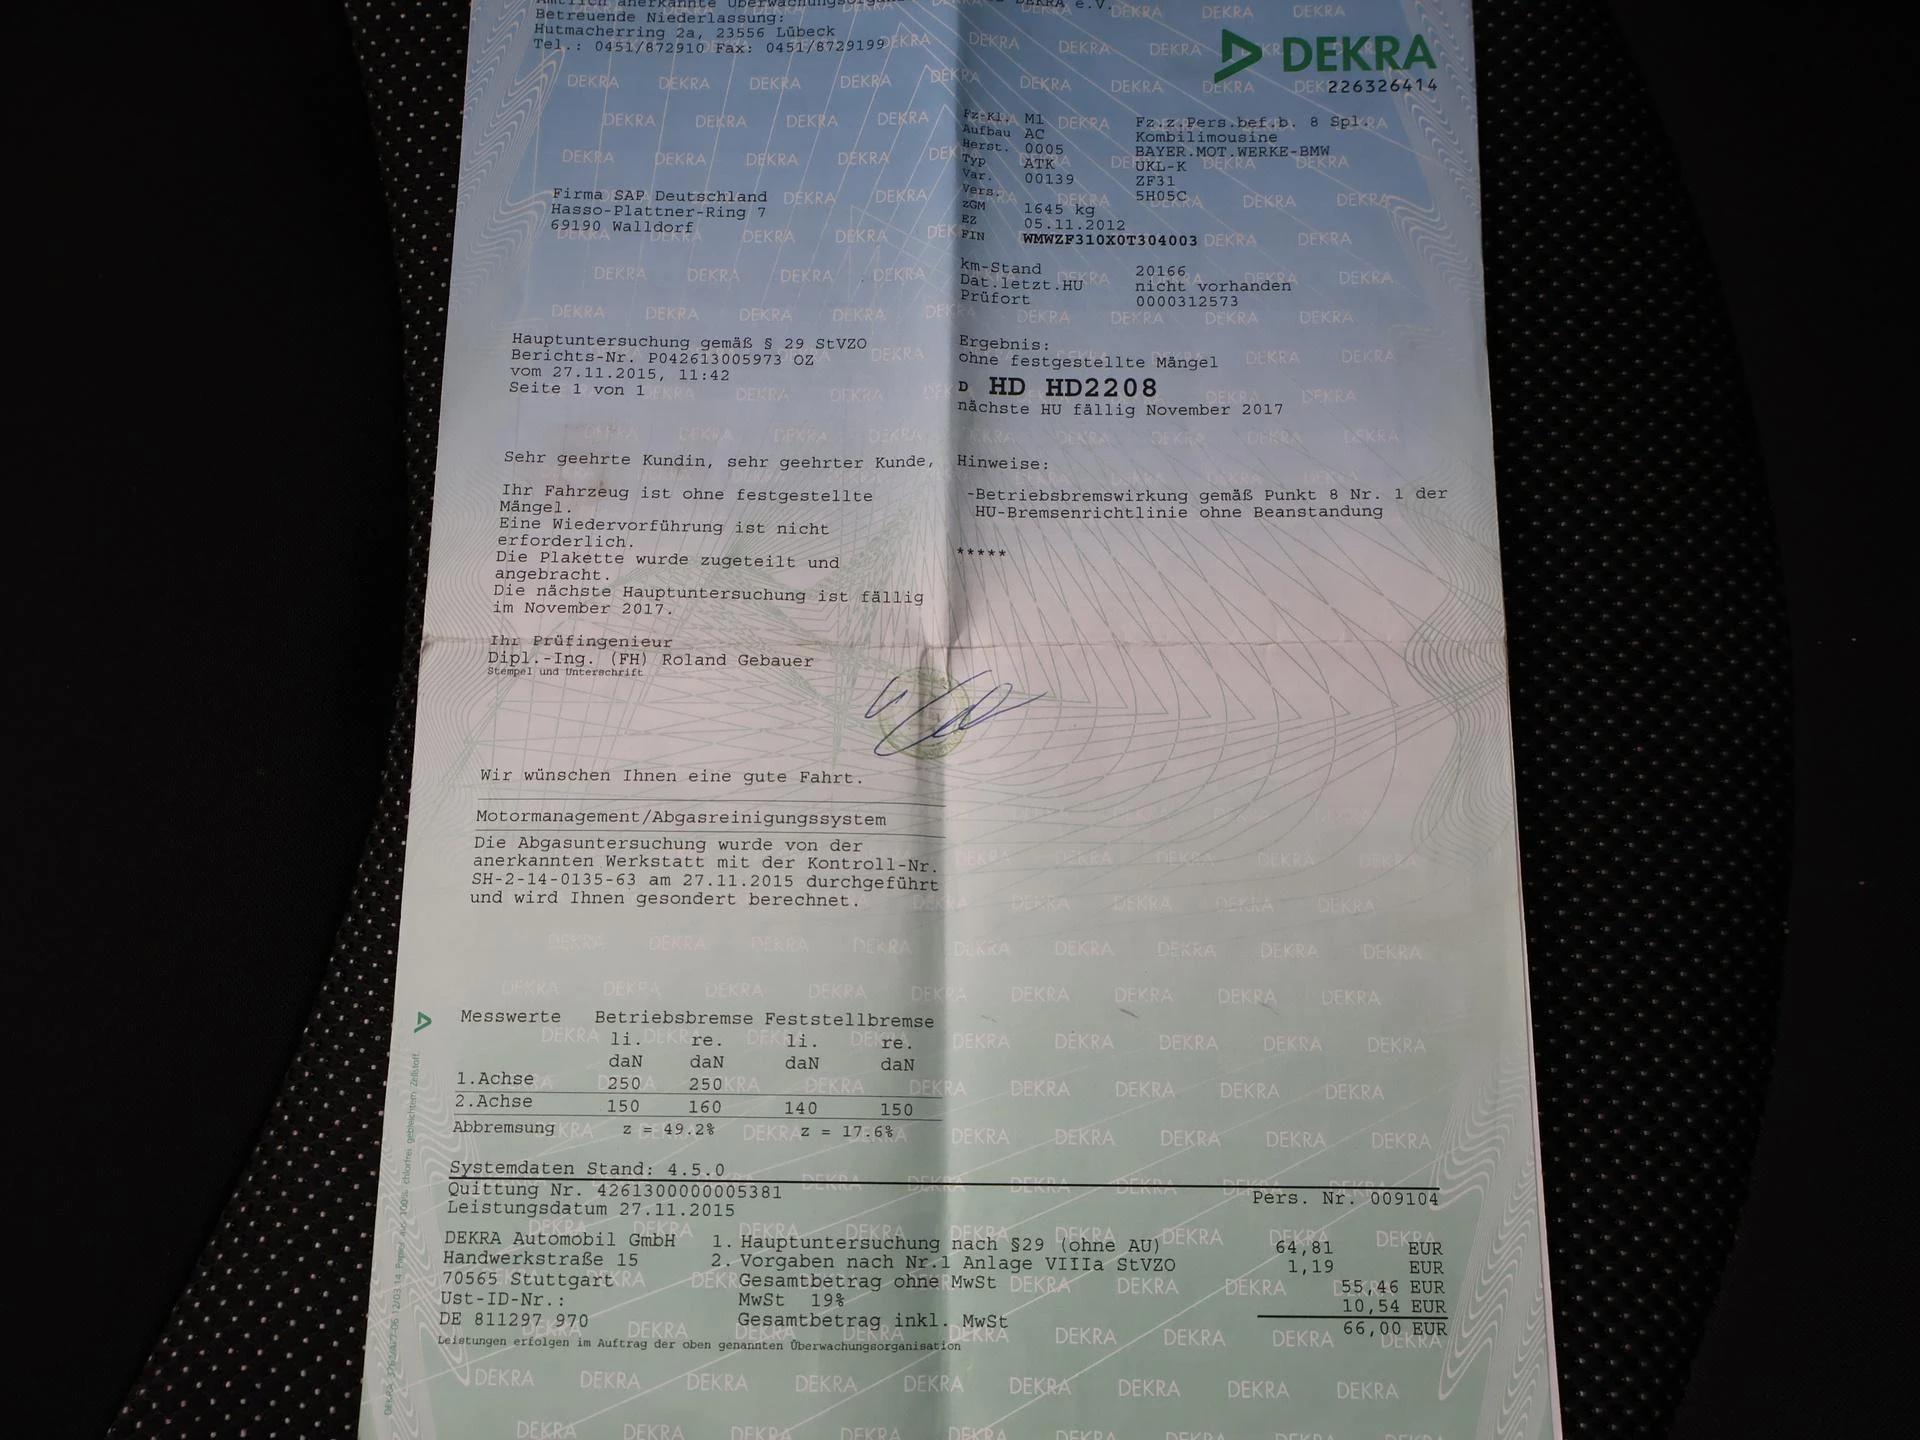 Amtlich anerkannte Überwachungsorgan
DEKRA e.V.
Betreuende Niederlassung:
Hutmacherring 2a, 23556 Lübeck
Tel.: 0451/872910 Fax: 0451/8729199
DEKRA
226326414
Fz-Kl. M1 Fz.z.Pers.bef.b. 8 Spl.
Aufbau AC Kombilimousine
Herst. 0005 BAYER.MOT.WERKE-BMW
Typ ATK UKL-K
Var. 00139 ZF31
Vers. 5H05C
zGM 1645 kg
EZ 05.11.2012
FIN WMWZF310X0T304003
Firma SAP Deutschland
Hasso-Plattner-Ring 7
69190 Walldorf
km-Stand 20166
Dat.letzt.HU nicht vorhanden
Prüfort 0000312573
Hauptuntersuchung gemäß § 29 StVZO
Berichts-Nr. P042613005973 OZ
vom 27.11.2015, 11:42
Seite 1 von 1
Ergebnis:
ohne festgestellte Mängel
D HD HD2208
nächste HU fällig November 2017
Sehr geehrte Kundin, sehr geehrter Kunde,
Ihr Fahrzeug ist ohne festgestellte
Mängel.
Eine Wiedervorführung ist nicht
erforderlich.
Die Plakette wurde zugeteilt und
angebracht.
Die nächste Hauptuntersuchung ist fällig
im November 2017.
Hinweise:
-Betriebsbremswirkung gemäß Punkt 8 Nr. 1 der
HU-Bremsenrichtlinie ohne Beanstandung
*****
Ihr Prüfingenieur
Dipl.-Ing. (FH) Roland Gebauer
Stempel und Unterschrift
Wir wünschen Ihnen eine gute Fahrt.
Motormanagement/Abgasreinigungssystem
Die Abgasuntersuchung wurde von der
anerkannten Werkstatt mit der Kontroll-Nr.
SH-2-14-0135-63 am 27.11.2015 durchgeführt
und wird Ihnen gesondert berechnet.
Messwerte Betriebsbremse Feststellbremse
li. re. li. re.
daN daN daN daN
1.Achse 250 250
2.Achse 150 160 140 150
Abbremsung z = 49.2% z = 17.6%
Systemdaten Stand: 4.5.0
Quittung Nr. 4261300000005381 Pers. Nr. 009104
Leistungsdatum 27.11.2015
DEKRA Automobil GmbH 1. Hauptuntersuchung nach §29 (ohne AU) 64,81 EUR
Handwerkstraße 15 2. Vorgaben nach Nr.1 Anlage VIIIa StVZO 1,19 EUR
70565 Stuttgart Gesamtbetrag ohne MwSt 55,46 EUR
Ust-ID-Nr.: MwSt 19% 10,54 EUR
DE 811297 970 Gesamtbetrag inkl. MwSt 66,00 EUR
Leistungen erfolgen im Auftrag der oben genannten Überwachungsorganisation